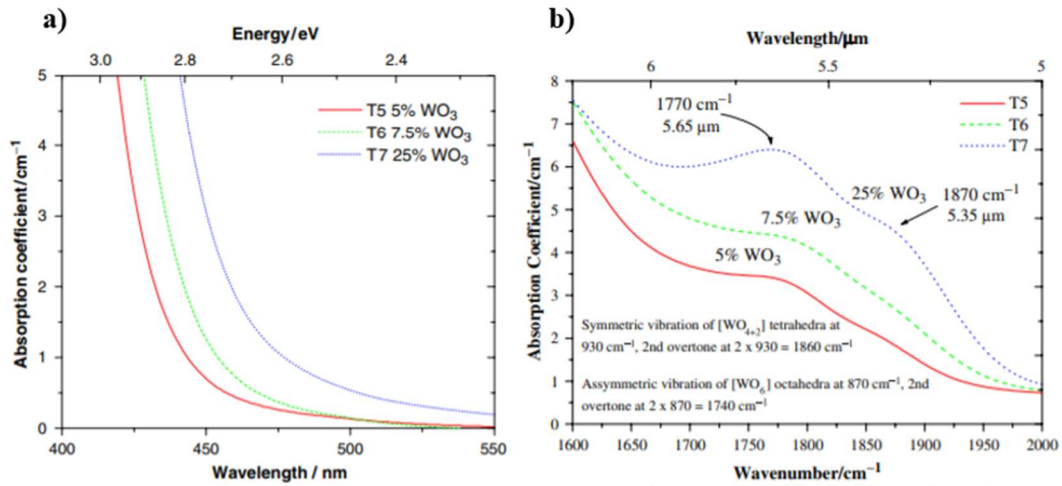 a)
Energy/eV
3.0 2.8 2.6 2.4
5
4
3
2
1
0
Absorption coefficient/cm⁻¹
T5 5% WO₃
T6 7.5% WO₃
T7 25% WO₃
400 450 500 550
Wavelength / nm
b)
Wavelength/μm
6 5.5 5
8
7
6
5
4
3
2
1
0
Absorption Coefficient/cm⁻¹
T5
T6
T7
1770 cm⁻¹
5.65 μm
25% WO₃
1870 cm⁻¹
5.35 μm
7.5% WO₃
5% WO₃
Symmetric vibration of [WO₄₊₂] tetrahedra at
930 cm⁻¹, 2nd overtone at 2 x 930 = 1860 cm⁻¹
Assymmetric vibration of [WO₆] octahedra at 870 cm⁻¹, 2nd
overtone at 2 x 870 = 1740 cm⁻¹
1600 1650 1700 1750 1800 1850 1900 1950 2000
Wavenumber/cm⁻¹